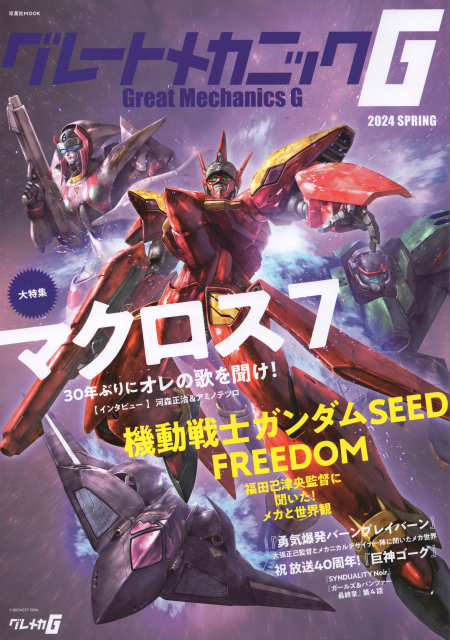 双葉社MOOK
グレートメカニックG
Great Mechanics G
2024 SPRING
大特集
マクロス7
30年ぶりにオレの歌を聞け!
【インタビュー】 河森正治&アミノテツロ
機動戦士ガンダムSEED
FREEDOM
福田己津央監督に
聞いた!
メカと世界観
『勇気爆発バーンブレイバーン』
大張正己監督とメカニカルデザイナー陣に聞いたメカ世界
祝 放送40周年!『巨神ゴーグ』
『SYNDUALITY Noir』
『ガールズ&パンツァー
最終章』第4話
©BIGWEST 1994
グレメカG